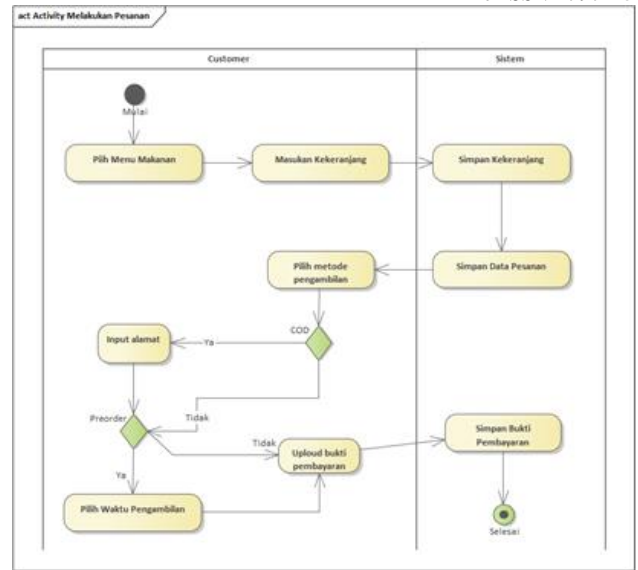 act Activity Melakukan Pesanan
Customer
Sistem
Mulai
Pilih Menu Makanan
Masukan Kekeranjang
Simpan Kekeranjang
Pilih metode
pengambilan
Simpan Data Pesanan
COD
Input alamat
Ya
Preorder
Tidak
Tidak
Uploud bukti
pembayaran
Simpan Bukti
Pembayaran
Ya
Pilih Waktu Pengambilan
Selesai